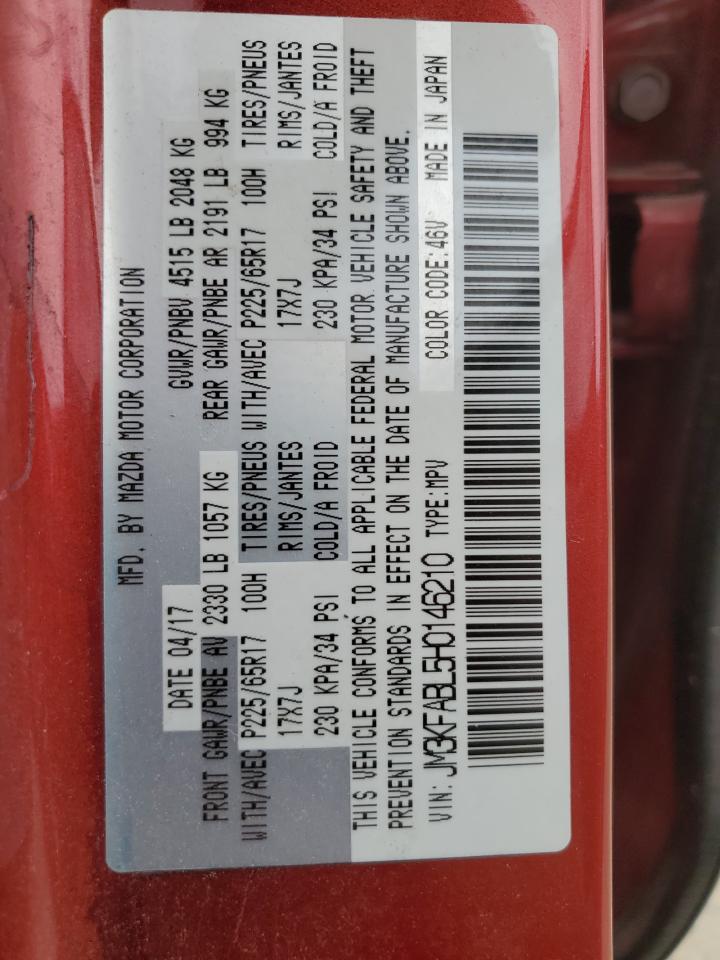 MFD. BY MAZDA MOTOR CORPORATION
DATE 04/17 GVWR/PNBV 4515 LB 2048 KG
FRONT GAWR/PNBE AV 2330 LB 1057 KG REAR GAWR/PNBE AR 2191 LB 994 KG
WITH/AVEC P225/65R17 100H TIRES/PNEUS WITH/AVEC P225/65R17 100H TIRES/PNEUS
17X7J RIMS/JANTES 17X7J RIMS/JANTES
230 KPA/34 PSI COLD/A FROID 230 KPA/34 PSI COLD/A FROID
THIS VEHICLE CONFORMS TO ALL APPLICABLE FEDERAL MOTOR VEHICLE SAFETY AND THEFT
PREVENTION STANDARDS IN EFFECT ON THE DATE OF MANUFACTURE SHOWN ABOVE.
VIN: JM3KFABL5H0146210 TYPE:MPV COLOR CODE:46V MADE IN JAPAN